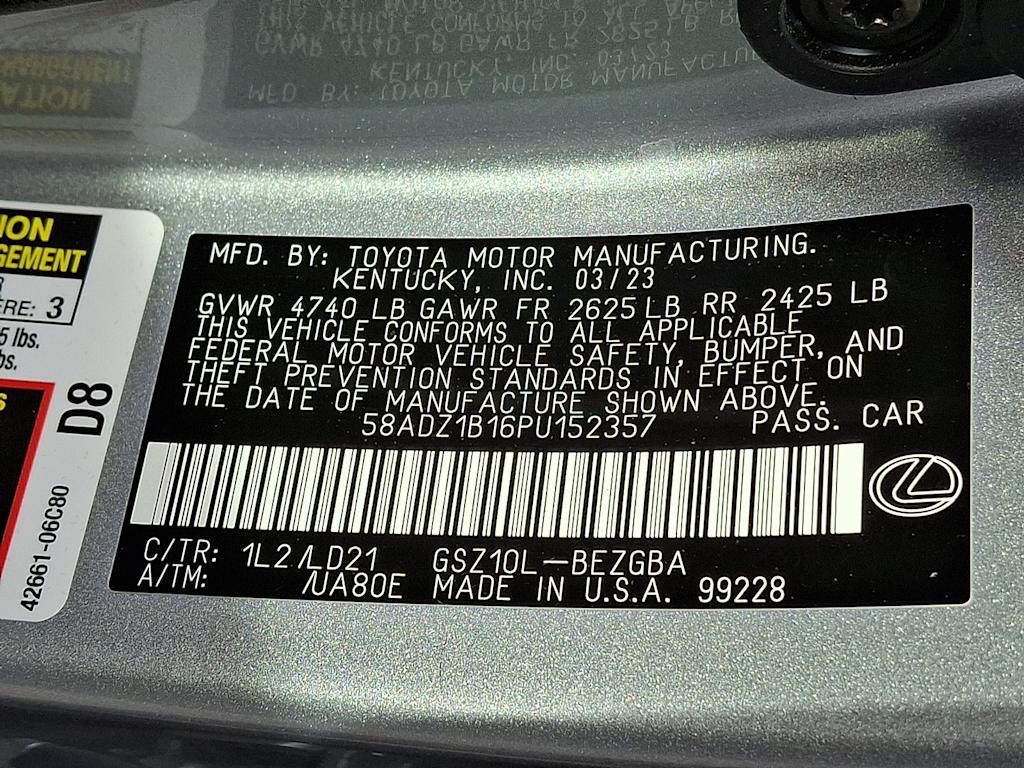 MFD. BY: TOYOTA MOTOR MANUFACTURING.
KENTUCKY, INC. 03/23
GVWR 4740 LB GAWR FR 2625 LB RR 2425 LB
THIS VEHICLE CONFORMS TO ALL APPLICABLE
FEDERAL MOTOR VEHICLE SAFETY, BUMPER, AND
THEFT PREVENTION STANDARDS IN EFFECT ON
THE DATE OF MANUFACTURE SHOWN ABOVE.
58ADZ1B16PU152357 PASS. CAR
C/TR: 1L2/LD21 GSZ10L-BEZGBA
A/TM: /UA80E MADE IN U.S.A. 99228
3
5 lbs.
D8
42661-06C80